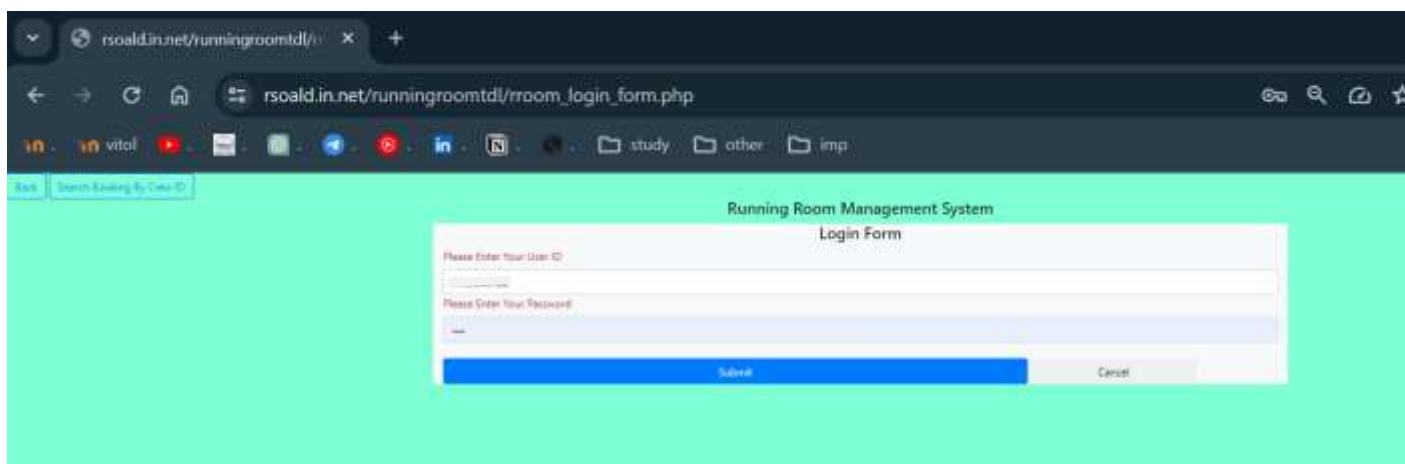 rsoald.in.net/runningroomtdl/
rsoald.in.net/runningroomtdl/rroom_login_form.php
vitol
in
study
other
imp
Back
Search Booking By Crew ID
Running Room Management System
Login Form
Please Enter Your User ID
Please Enter Your Password
Submit
Cancel